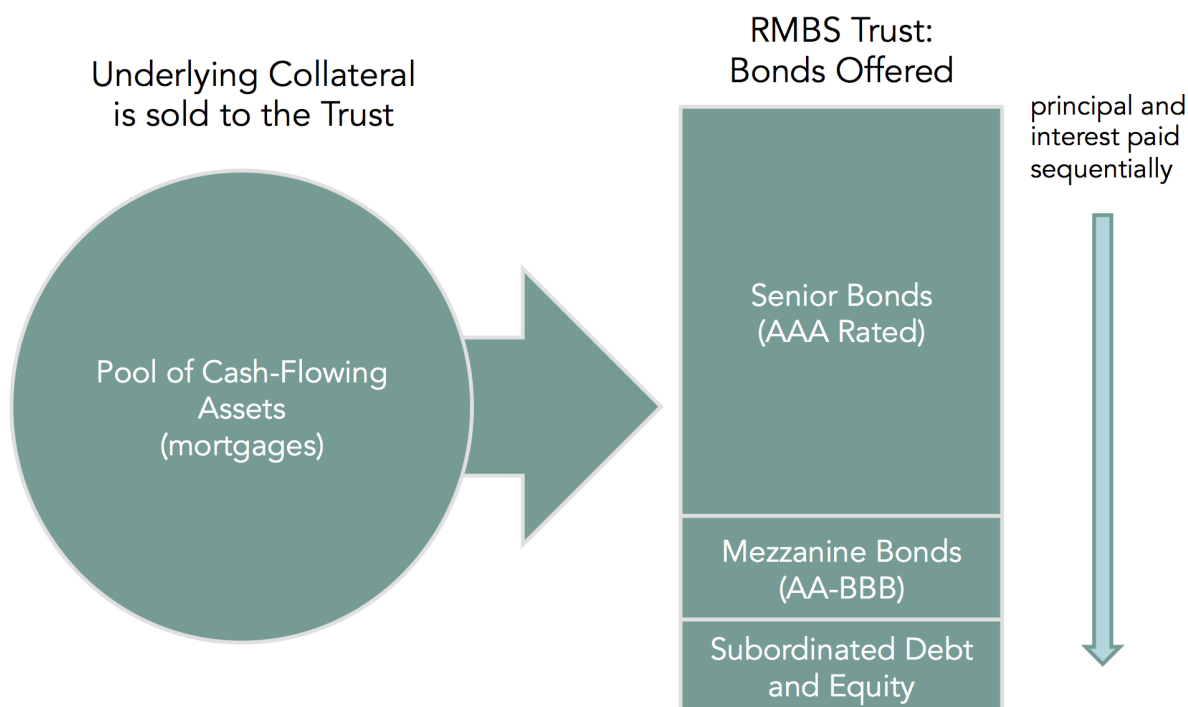 Underlying Collateral
is sold to the Trust
Pool of Cash-Flowing
Assets
(mortgages)
RMBS Trust:
Bonds Offered
Senior Bonds
(AAA Rated)
Mezzanine Bonds
(AA-BBB)
Subordinated Debt
and Equity
principal and
interest paid
sequentially